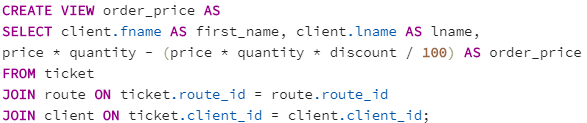 CREATE VIEW order_price AS
SELECT client.fname AS first_name, client.lname AS lname,
price * quantity - (price * quantity * discount / 100) AS order_price
FROM ticket
JOIN route ON ticket.route_id = route.route_id
JOIN client ON ticket.client_id = client.client_id;